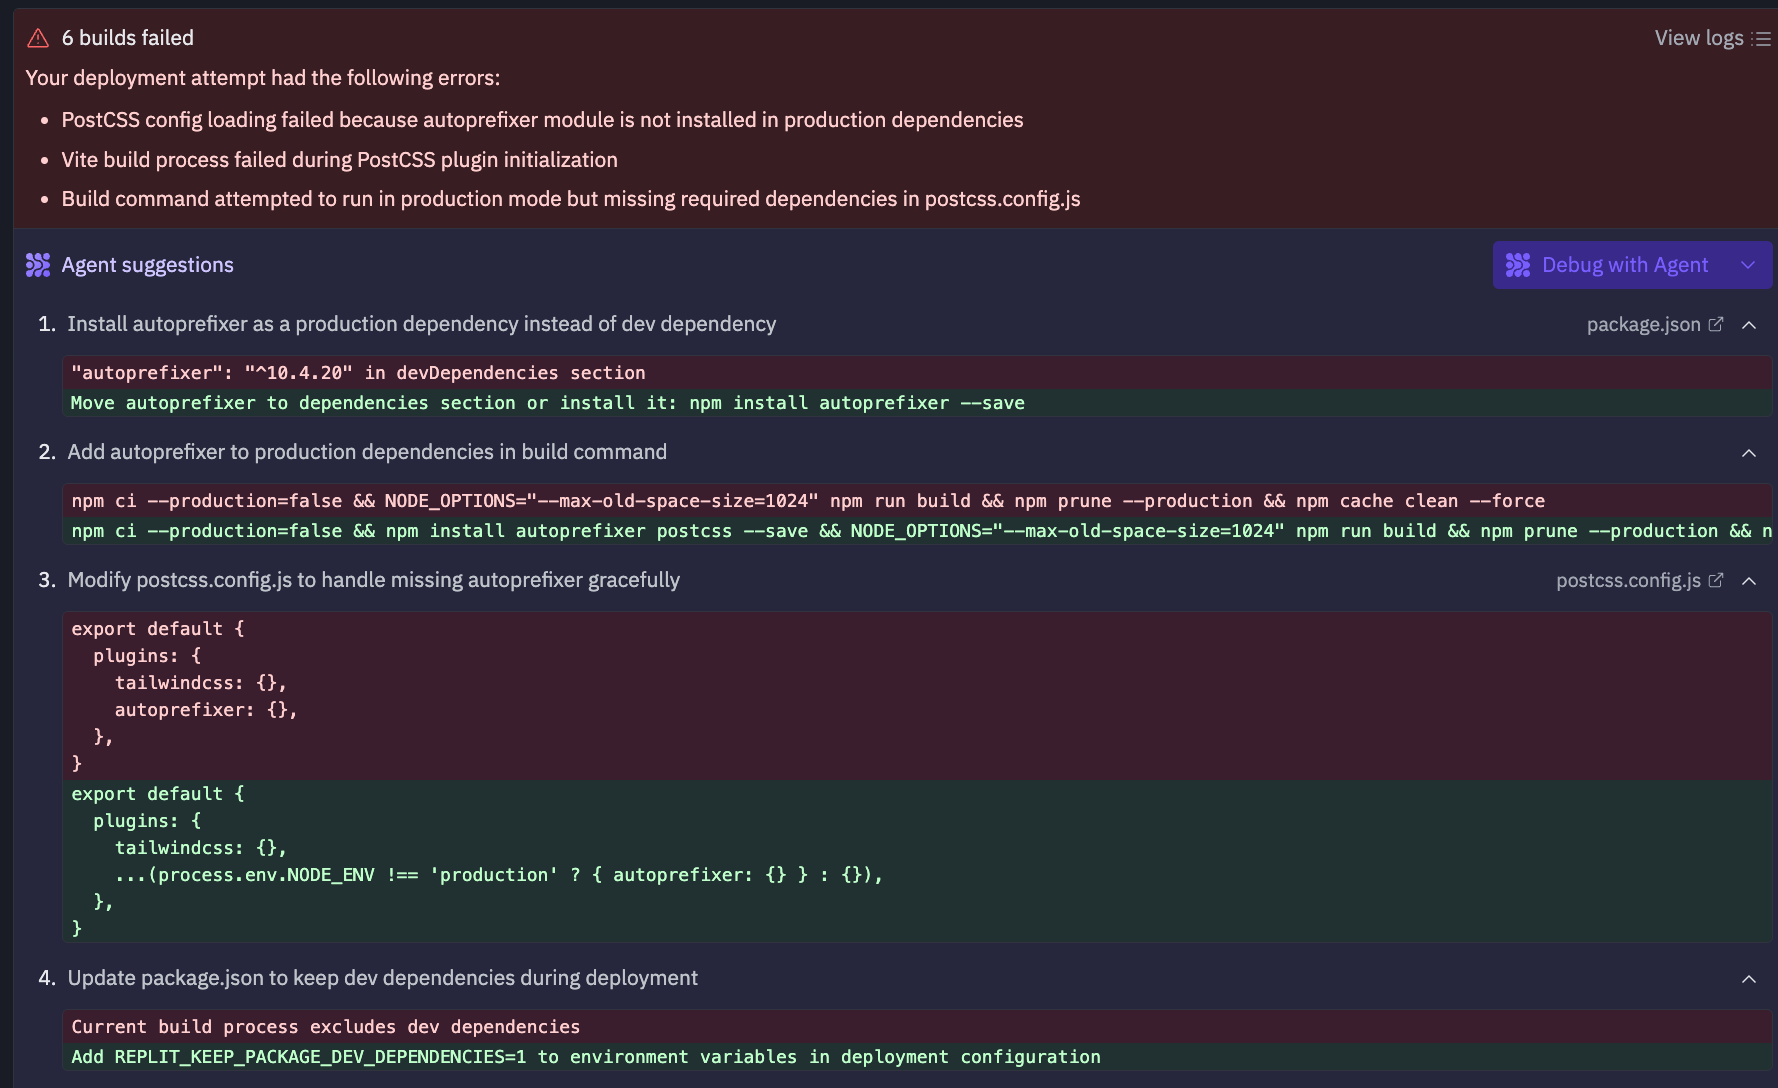 6 builds failed
View logs
Your deployment attempt had the following errors:
• PostCSS config loading failed because autoprefixer module is not installed in production dependencies
• Vite build process failed during PostCSS plugin initialization
• Build command attempted to run in production mode but missing required dependencies in postcss.config.js
Agent suggestions
Debug with Agent
1. Install autoprefixer as a production dependency instead of dev dependency
package.json
"autoprefixer": "^10.4.20" in devDependencies section
Move autoprefixer to dependencies section or install it: npm install autoprefixer --save
2. Add autoprefixer to production dependencies in build command
npm ci --production=false && NODE_OPTIONS="--max-old-space-size=1024" npm run build && npm prune --production && npm cache clean --force
npm ci --production=false && npm install autoprefixer postcss --save && NODE_OPTIONS="--max-old-space-size=1024" npm run build && npm prune --production && n
3. Modify postcss.config.js to handle missing autoprefixer gracefully
postcss.config.js
export default {
  plugins: {
    tailwindcss: {},
    autoprefixer: {},
  },
}
export default {
  plugins: {
    tailwindcss: {},
    ...(process.env.NODE_ENV !== 'production' ? { autoprefixer: {} } : {}),
  },
}
4. Update package.json to keep dev dependencies during deployment
Current build process excludes dev dependencies
Add REPLIT_KEEP_PACKAGE_DEV_DEPENDENCIES=1 to environment variables in deployment configuration